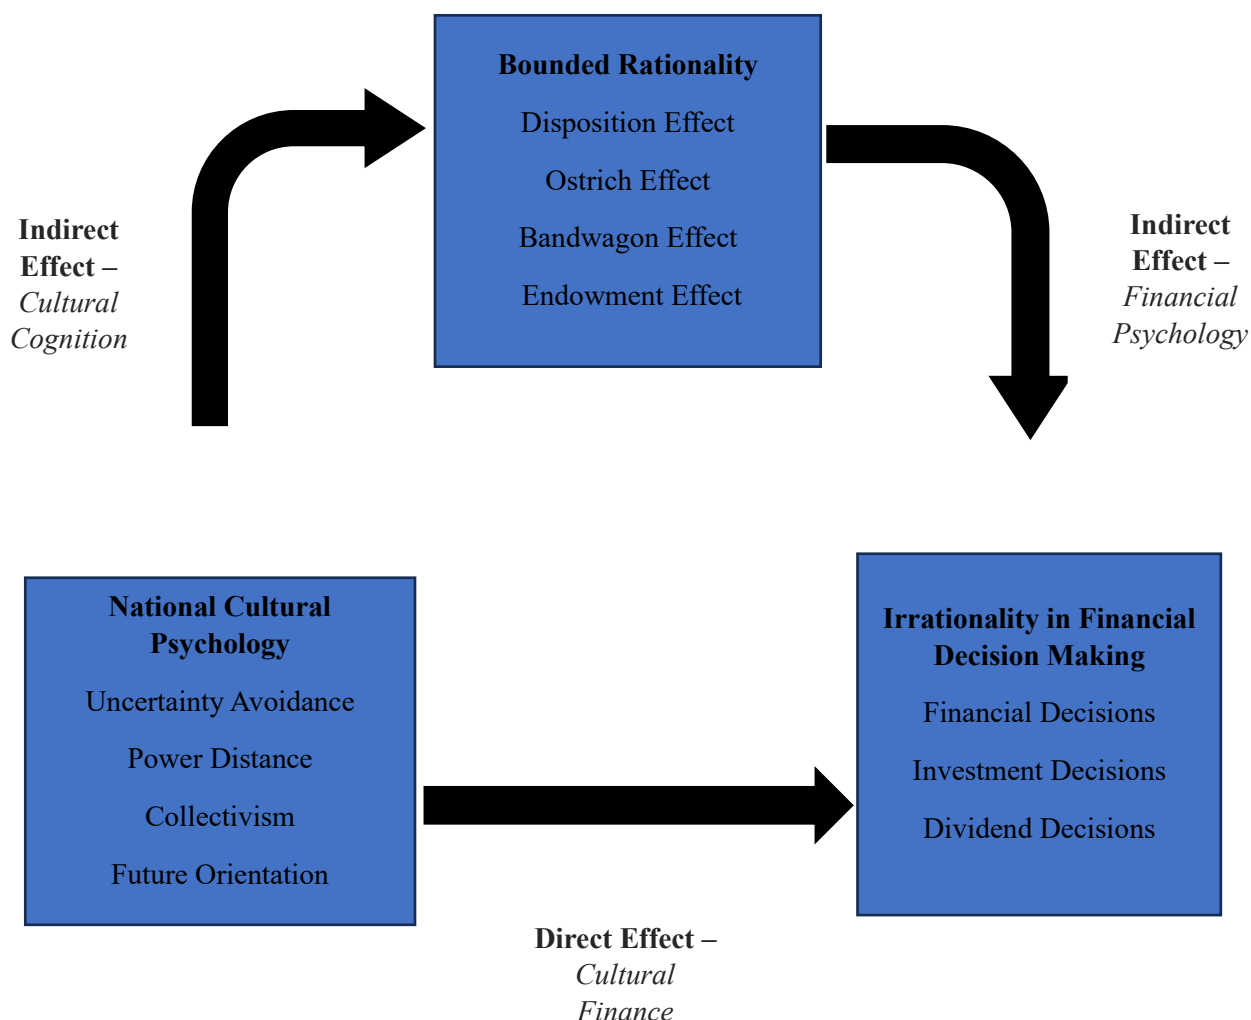 Bounded Rationality
Disposition Effect
Ostrich Effect
Bandwagon Effect
Endowment Effect
Indirect
Effect –
Cultural
Cognition
Indirect
Effect –
Financial
Psychology
National Cultural
Psychology
Uncertainty Avoidance
Power Distance
Collectivism
Future Orientation
Irrationality in Financial
Decision Making
Financial Decisions
Investment Decisions
Dividend Decisions
Direct Effect –
Cultural
Finance